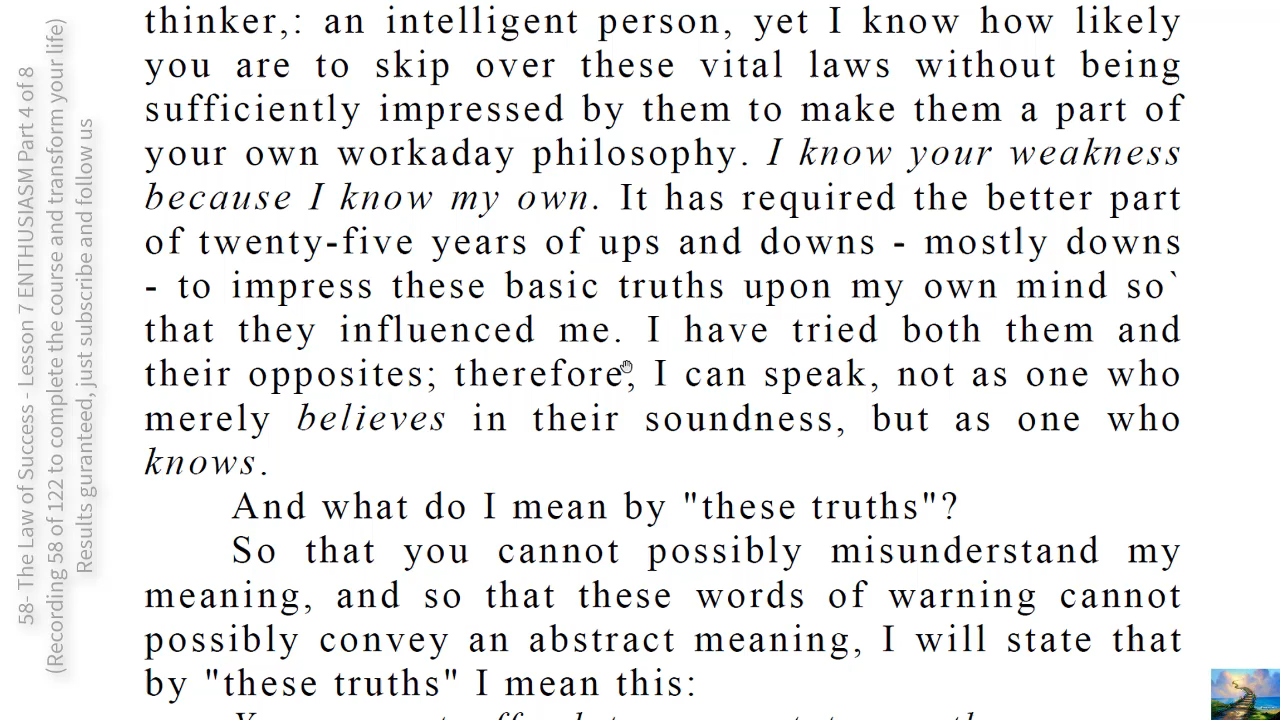 thinker,: an intelligent person, yet I know how likely
you are to skip over these vital laws without being
sufficiently impressed by them to make them a part of
your own workaday philosophy. I know your weakness
because I know my own. It has required the better part
of twenty-five years of ups and downs - mostly downs
- to impress these basic truths upon my own mind so`
that they influenced me. I have tried both them and
their opposites; therefore, I can speak, not as one who
merely believes in their soundness, but as one who
knows.
And what do I mean by "these truths"?
So that you cannot possibly misunderstand my
meaning, and so that these words of warning cannot
possibly convey an abstract meaning, I will state that
by "these truths" I mean this:
58- The Law of Success - Lesson 7 ENTHUSIASM Part 4 of 8
(Recording 58 of 122 to complete the course and transform your life)
Results guranteed, just subscribe and follow us